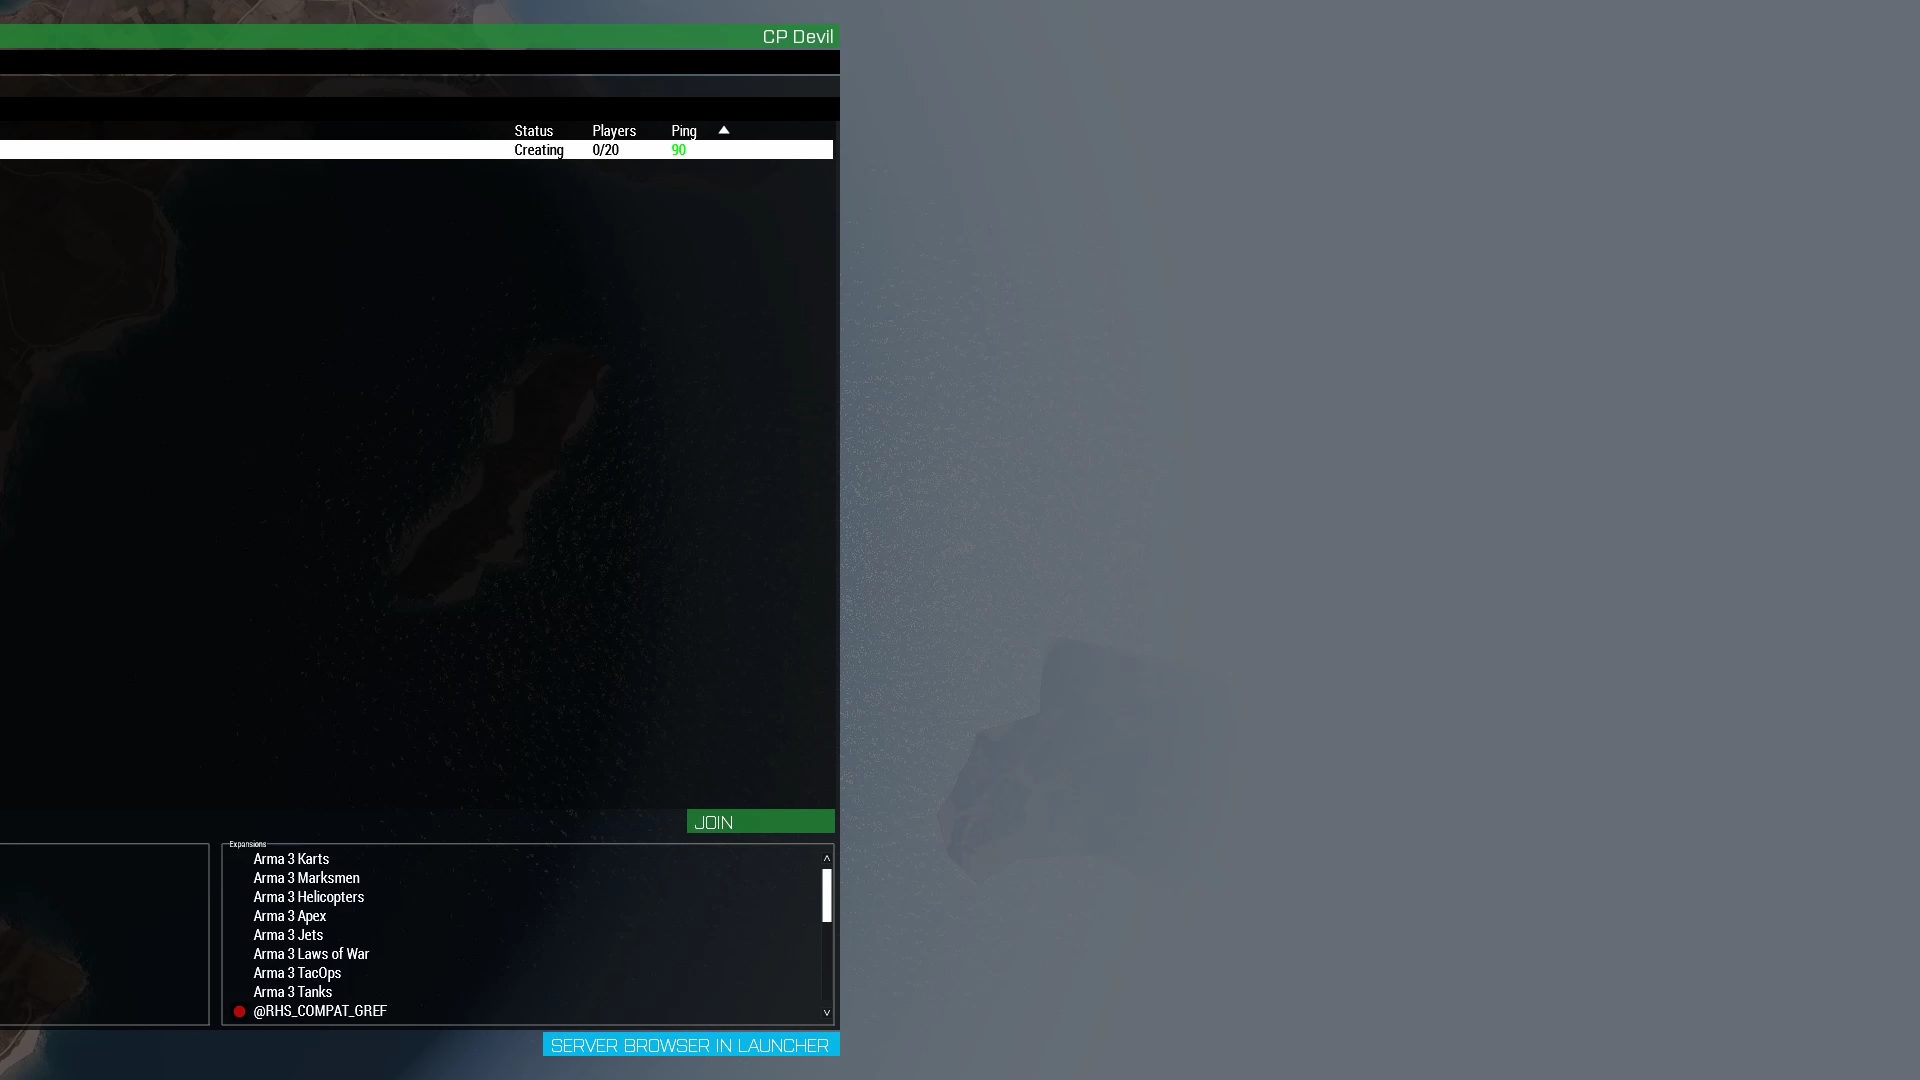 CP Devil
Status Players Ping
Creating 0/20 90
JOIN
Expansions
Arma 3 Karts
Arma 3 Marksmen
Arma 3 Helicopters
Arma 3 Apex
Arma 3 Jets
Arma 3 Laws of War
Arma 3 TacOps
Arma 3 Tanks
@RHS_COMPAT_GREF
SERVER BROWSER IN LAUNCHER